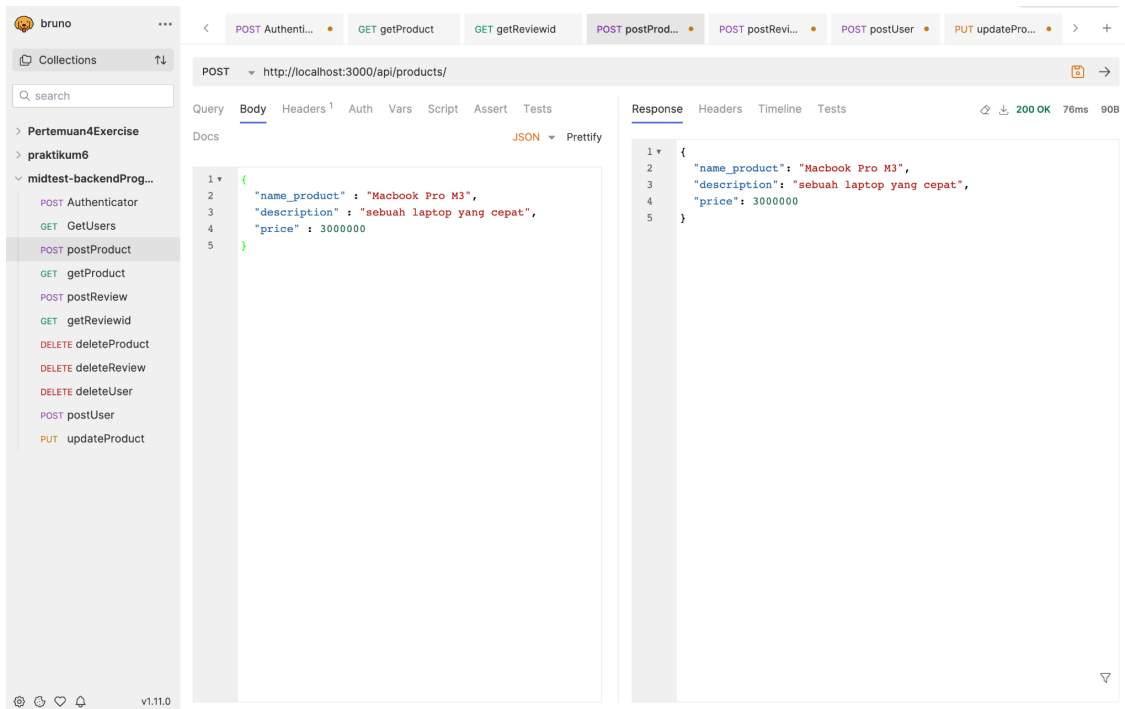 bruno
Collections
search
Pertemuan4Exercise
praktikum6
midtest-backendProg...
POST Authenticator
GET GetUsers
POST postProduct
GET getProduct
POST postReview
GET getReviewid
DELETE deleteProduct
DELETE deleteReview
DELETE deleteUser
POST postUser
PUT updateProduct
v1.11.0
POST Authenti...
GET getProduct
GET getReviewid
POST postProd...
POST postRevi...
POST postUser
PUT updatePro...
POST http://localhost:3000/api/products/
Query Body Headers 1 Auth Vars Script Assert Tests
Docs JSON Prettify
1 {
2 "name_product" : "Macbook Pro M3",
3 "description" : "sebuah laptop yang cepat",
4 "price" : 3000000
5 }
Response Headers Timeline Tests 200 OK 76ms 90B
1 {
2 "name_product": "Macbook Pro M3",
3 "description": "sebuah laptop yang cepat",
4 "price": 3000000
5 }